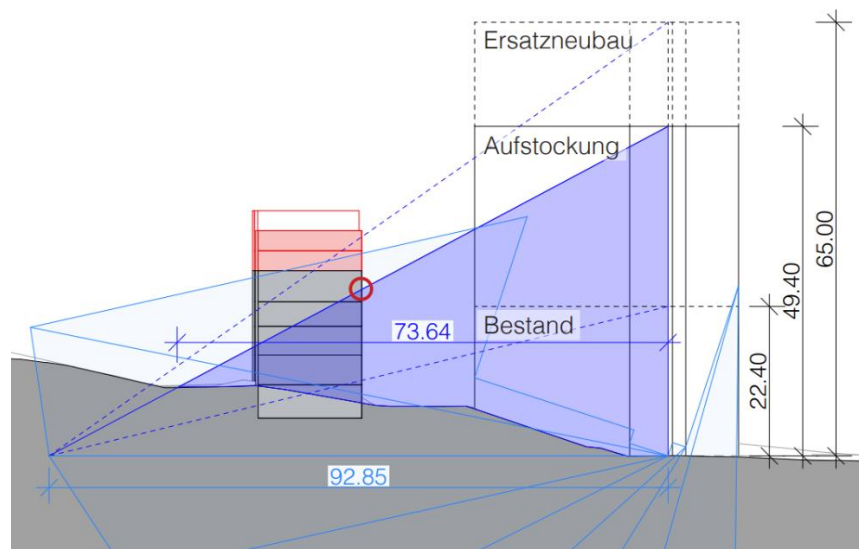 Ersatzneubau
Aufstockung
Bestand
73.64
92.85
22.40
49.40
65.00